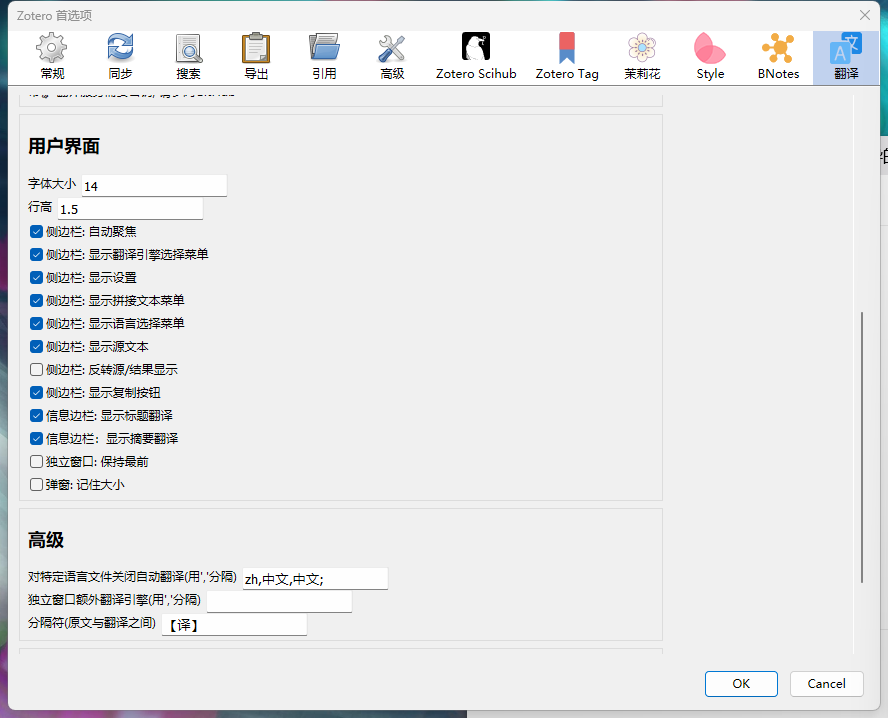 Zotero 首选项
常规
同步
搜索
导出
引用
高级
Zotero Scihub
Zotero Tag
茉莉花
Style
BNotes
翻译
用户界面
字体大小 14
行高 1.5
侧边栏: 自动聚焦
侧边栏: 显示翻译引擎选择菜单
侧边栏: 显示设置
侧边栏: 显示拼接文本菜单
侧边栏: 显示语言选择菜单
侧边栏: 显示源文本
侧边栏: 反转源/结果显示
侧边栏: 显示复制按钮
信息边栏: 显示标题翻译
信息边栏：显示摘要翻译
独立窗口: 保持最前
弹窗: 记住大小
高级
对特定语言文件关闭自动翻译(用','分隔) zh,中文,中文;
独立窗口额外翻译引擎(用','分隔)
分隔符(原文与翻译之间) 【译】
OK
Cancel